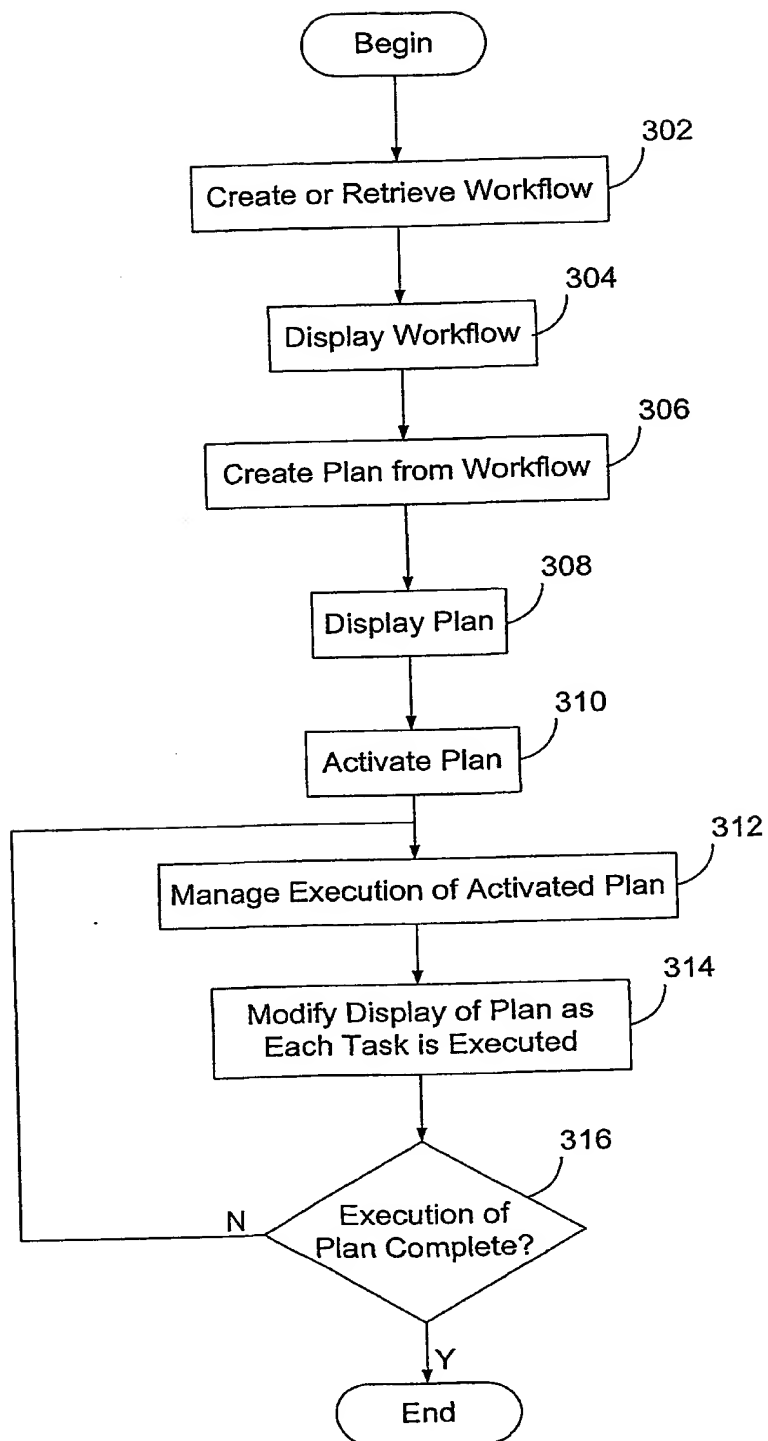 Begin
302
Create or Retrieve Workflow
304
Display Workflow
306
Create Plan from Workflow
308
Display Plan
310
Activate Plan
312
Manage Execution of Activated Plan
314
Modify Display of Plan as
Each Task is Executed
316
Execution of
Plan Complete?
N
Y
End